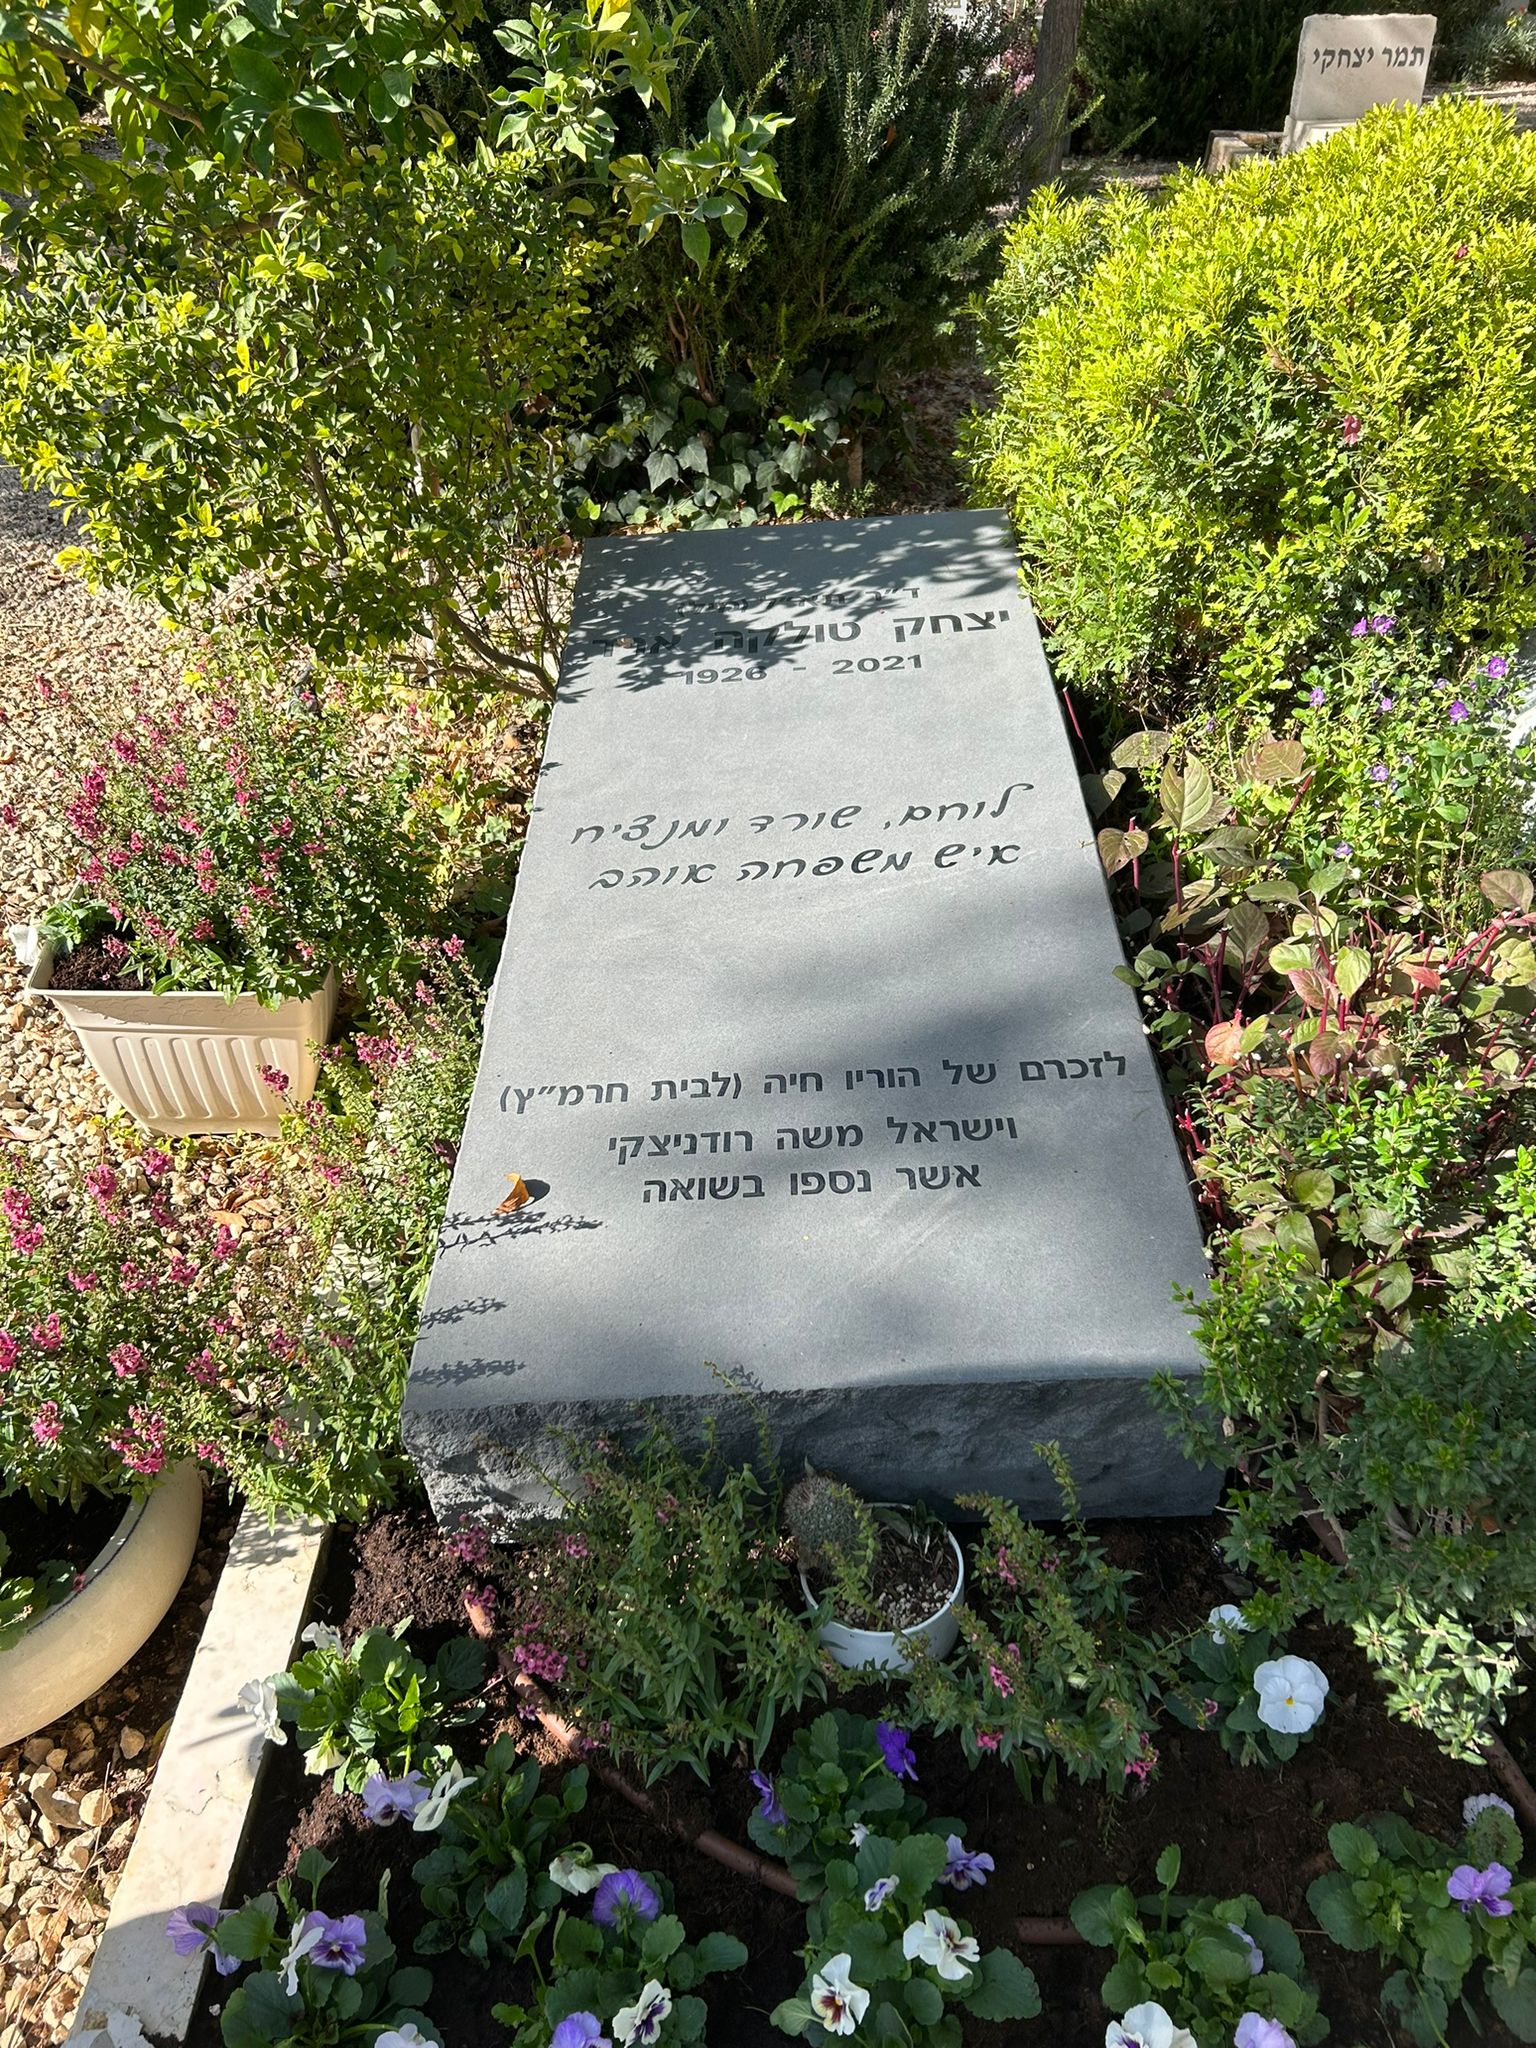 תמר יצחקי
יצחק טולקה ארד
1926 - 2021
לוחם, שורד ומנציח
איש משפחה אוהב
לזכרם של הוריו חיה (לבית חרמ״ץ)
וישראל משה רודניצקי
אשר נספו בשואה